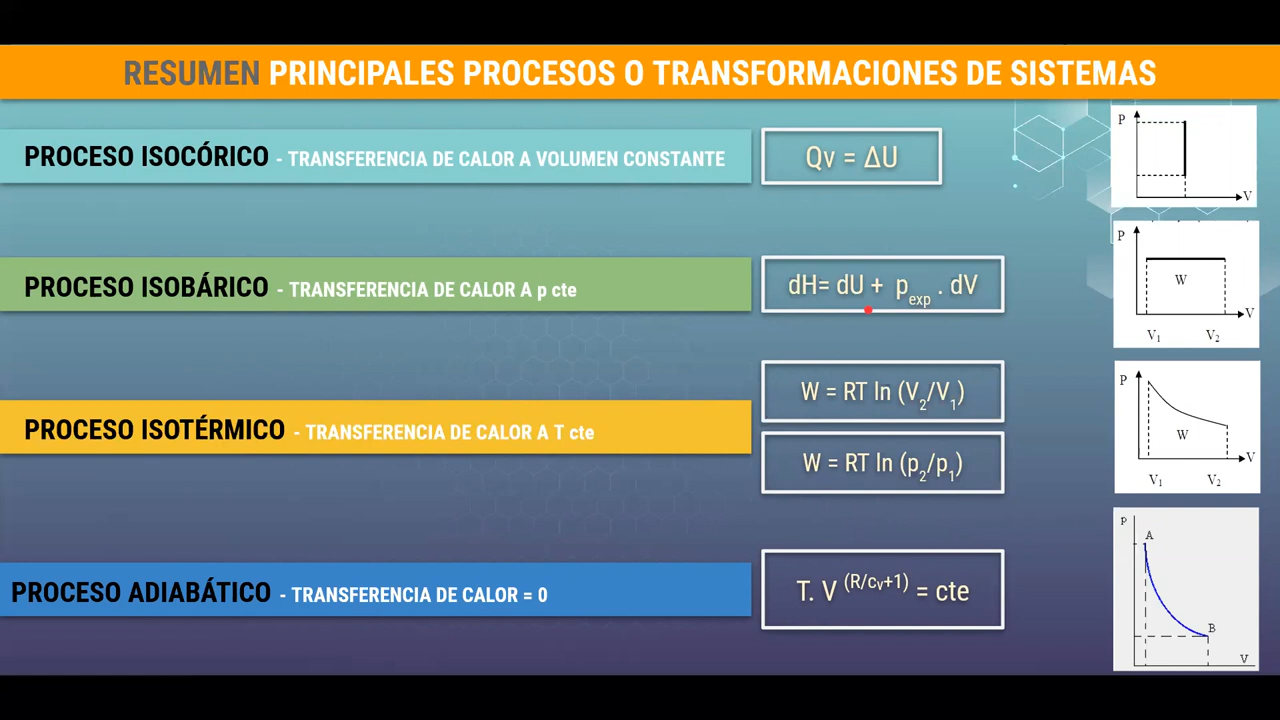 RESUMEN PRINCIPALES PROCESOS O TRANSFORMACIONES DE SISTEMAS
PROCESO ISOCÓRICO - TRANSFERENCIA DE CALOR A VOLUMEN CONSTANTE
Qv = ΔU
P
V
PROCESO ISOBÁRICO - TRANSFERENCIA DE CALOR A p cte
dH= dU + p_exp . dV
P
W
V
V₁ V₂
PROCESO ISOTÉRMICO - TRANSFERENCIA DE CALOR A T cte
W = RT ln (V₂/V₁)
W = RT ln (p₂/p₁)
P
W
V
V₁ V₂
PROCESO ADIABÁTICO - TRANSFERENCIA DE CALOR = 0
T. V ^(R/cᵥ+1) = cte
p
A
B
V